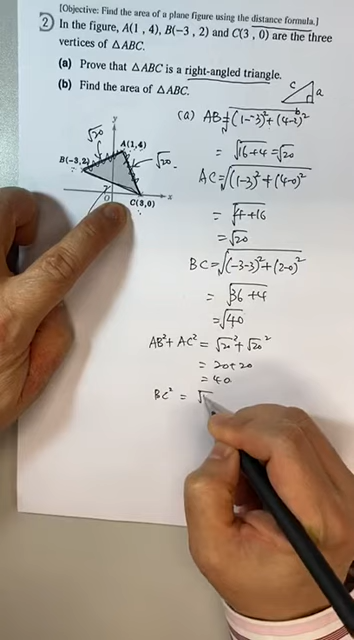 [Objective: Find the area of a plane figure using the distance formula.]
2 In the figure, A(1 , 4), B(−3 , 2) and C(3 , 0) are the three
vertices of △ABC.
(a) Prove that △ABC is a right-angled triangle.
(b) Find the area of △ABC.
c a b
(a) AB=√(1--3)²+(4-2)²
= √16+4 = √20
AC=√(1-3)²+(4-0)²
= √4+16
= √20
BC=√(-3-3)²+(2-0)²
= √36+4
= √40
AB²+AC² = √20²+√20²
= 20+20
= 40
BC² = √
y
√20
A(1,4)
B(−3,2)
√20
O
x
C(3,0)